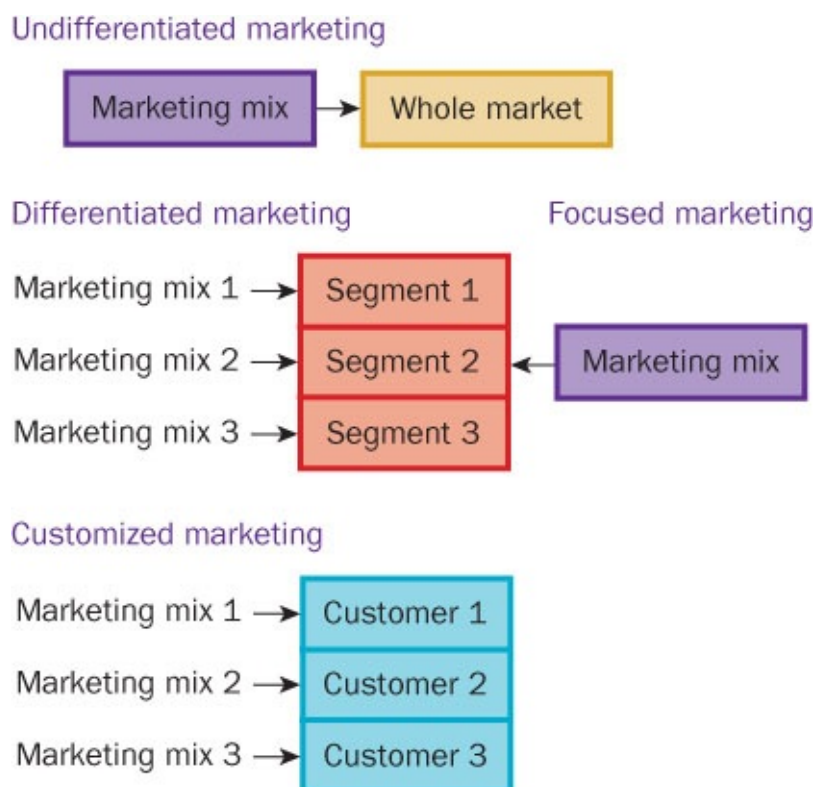 Undifferentiated marketing
Marketing mix
Whole market
Differentiated marketing
Focused marketing
Marketing mix 1
Segment 1
Marketing mix 2
Segment 2
Marketing mix
Marketing mix 3
Segment 3
Customized marketing
Marketing mix 1
Customer 1
Marketing mix 2
Customer 2
Marketing mix 3
Customer 3